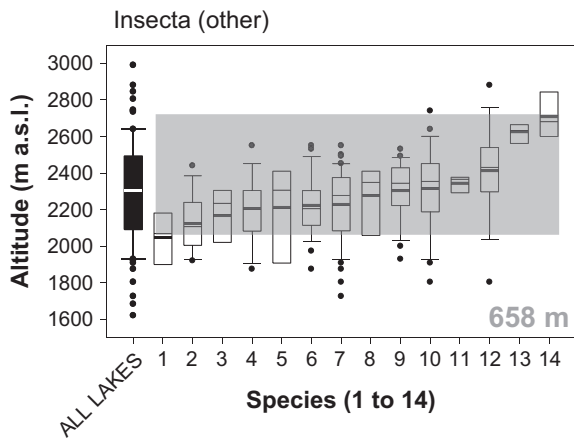 Insecta (other)
Altitude (m a.s.l.)
3000
2800
2600
2400
2200
2000
1800
1600
658 m
ALL LAKES 1 2 3 4 5 6 7 8 9 10 11 12 13 14
Species (1 to 14)